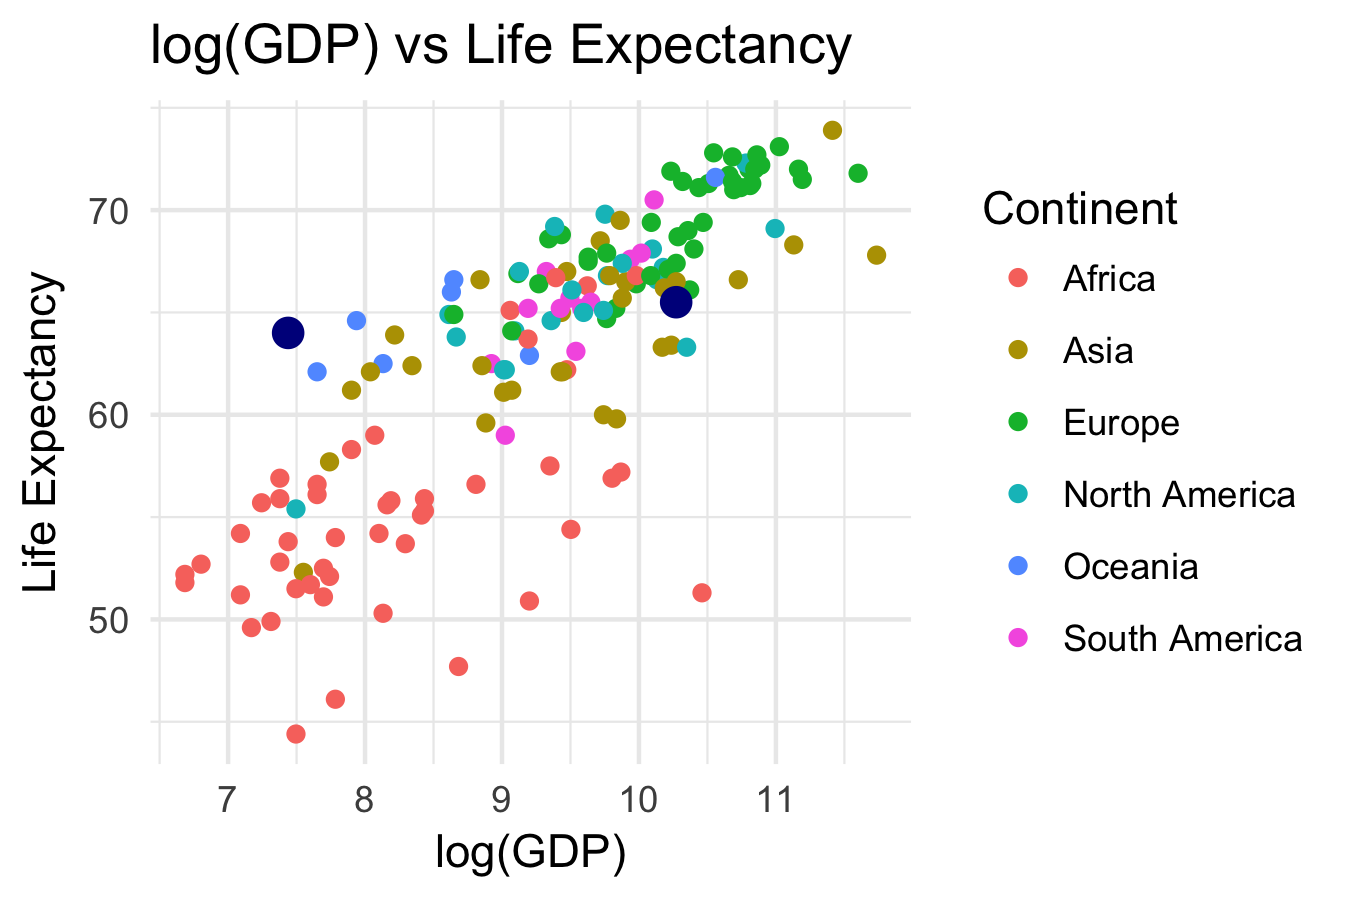 log(GDP) vs Life Expectancy
Life Expectancy
70
60
50
7 8 9 10 11
log(GDP)
Continent
Africa
Asia
Europe
North America
Oceania
South America